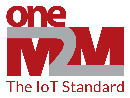 one
M2M
The IoT Standard